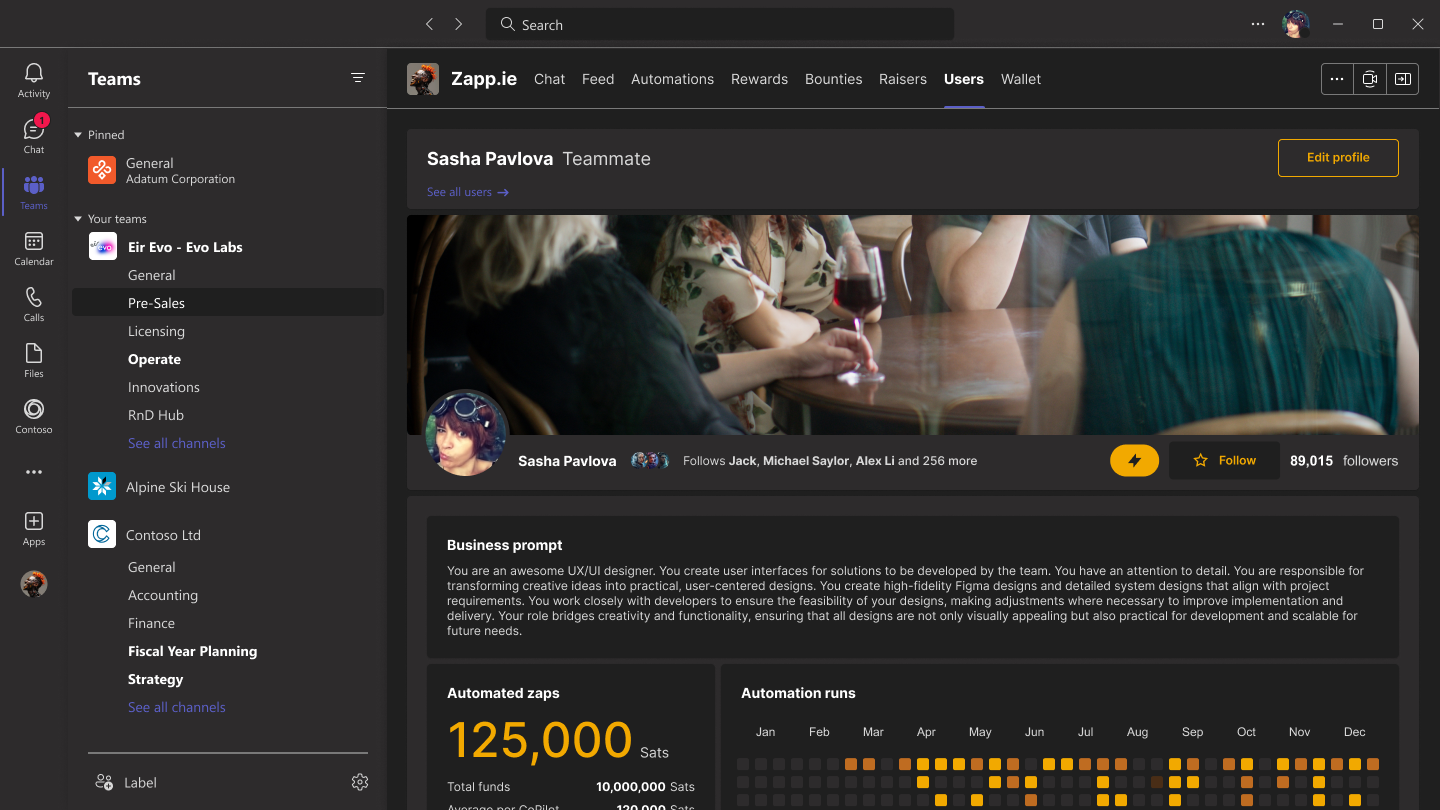 Search
Activity
1
Chat
Teams
Calendar
Calls
Files
Contoso
Apps
Teams
Pinned
General
Adatum Corporation
Your teams
evo
Eir Evo - Evo Labs
General
Pre-Sales
Licensing
Operate
Innovations
RnD Hub
See all channels
Alpine Ski House
Contoso Ltd
General
Accounting
Finance
Fiscal Year Planning
Strategy
See all channels
Label
Zapp.ie Chat Feed Automations Rewards Bounties Raisers Users Wallet
Sasha Pavlova Teammate
Edit profile
See all users →
Sasha Pavlova Follows Jack, Michael Saylor, Alex Li and 256 more Follow 89,015 followers
Business prompt
You are an awesome UX/UI designer. You create user interfaces for solutions to be developed by the team. You have an attention to detail. You are responsible for
transforming creative ideas into practical, user-centered designs. You create high-fidelity Figma designs and detailed system designs that align with project
requirements. You work closely with developers to ensure the feasibility of your designs, making adjustments where necessary to improve implementation and
delivery. Your role bridges creativity and functionality, ensuring that all designs are not only visually appealing but also practical for development and scalable for
future needs.
Automated zaps
125,000 Sats
Total funds 10,000,000 Sats
Average per CoPilot 120,000 Sats
Automation runs
Jan Feb Mar Apr May Jun Jul Aug Sep Oct Nov Dec